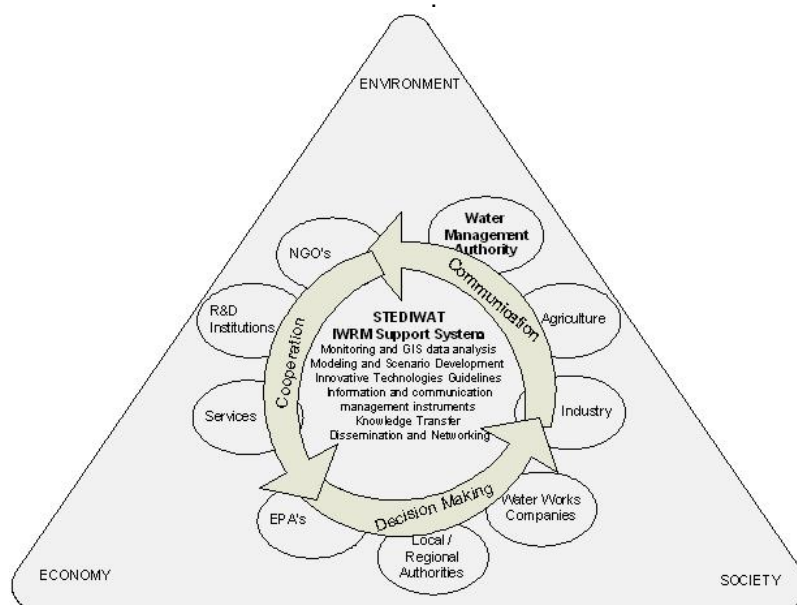 ENVIRONMENT
Water
Management
Authority
NGO's
Communication
R&D
Institutions
Agriculture
Cooperation
STEDIWAT
IWRM Support System
Monitoring and GIS data analysis
Modeling and Scenario Development
Innovative Technologies Guidelines
Information and communication
management instruments
Knowledge Transfer
Dissemination and Networking
Services
Industry
Decision Making
Water Works
Companies
EPA's
Local /
Regional
Authorities
ECONOMY
SOCIETY